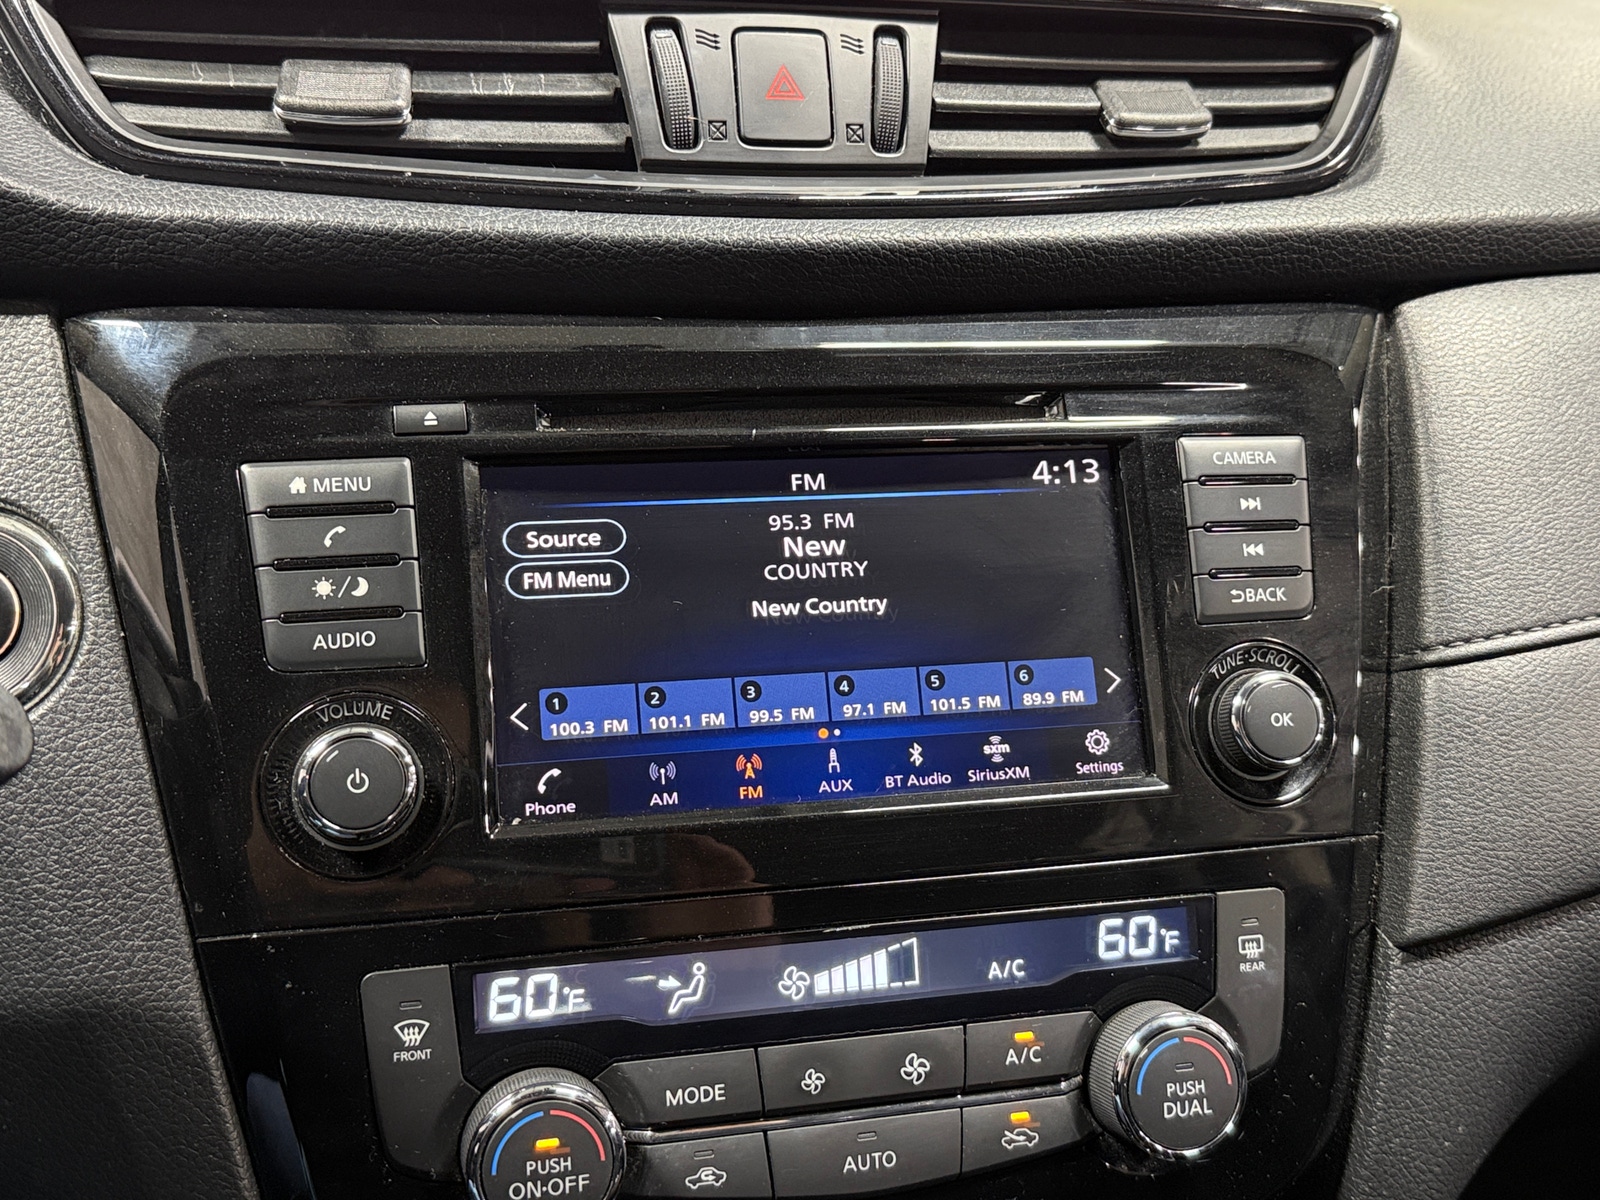 MENU
AUDIO
VOLUME
FM
4:13
Source
FM Menu
95.3 FM
New
COUNTRY
New Country
1
100.3 FM
2
101.1 FM
3
99.5 FM
4
97.1 FM
5
101.5 FM
6
89.9 FM
Phone
AM
FM
AUX
BT Audio
sxm
SiriusXM
Settings
CAMERA
BACK
TUNE·SCROLL
OK
60°F
A/C
60°F
FRONT
REAR
MODE
A/C
AUTO
PUSH
ON·OFF
PUSH
DUAL